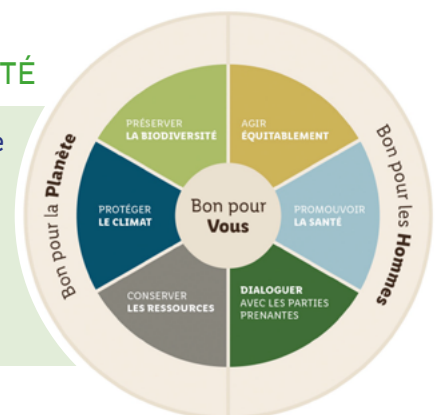 TÉ
e
Bon pour la Planète
Bon pour les Hommes
PRÉSERVER
LA BIODIVERSITÉ
AGIR
ÉQUITABLEMENT
PROTÉGER
LE CLIMAT
Bon pour
Vous
PROMOUVOIR
LA SANTÉ
CONSERVER
LES RESSOURCES
DIALOGUER
AVEC LES PARTIES
PRENANTES